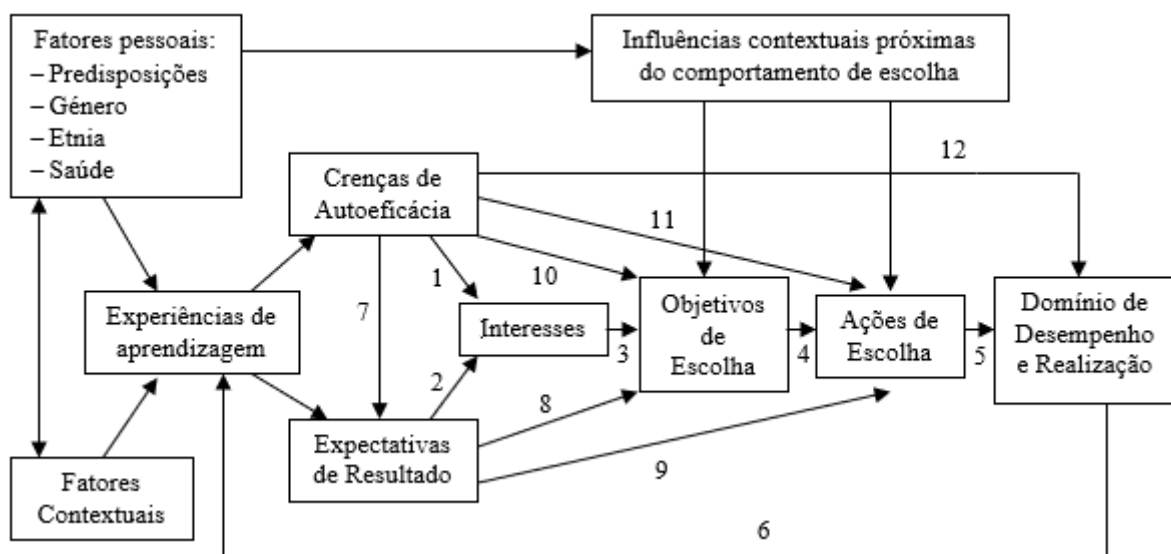 Fatores pessoais:
– Predisposições
– Género
– Etnia
– Saúde
Influências contextuais próximas
do comportamento de escolha
12
Crenças de
Autoeficácia
11
1
10
7
Experiências de
aprendizagem
Interesses
3
Objetivos
de
Escolha
4
Ações de
Escolha
5
Domínio de
Desempenho
e Realização
2
8
Expectativas
de Resultado
9
Fatores
Contextuais
6